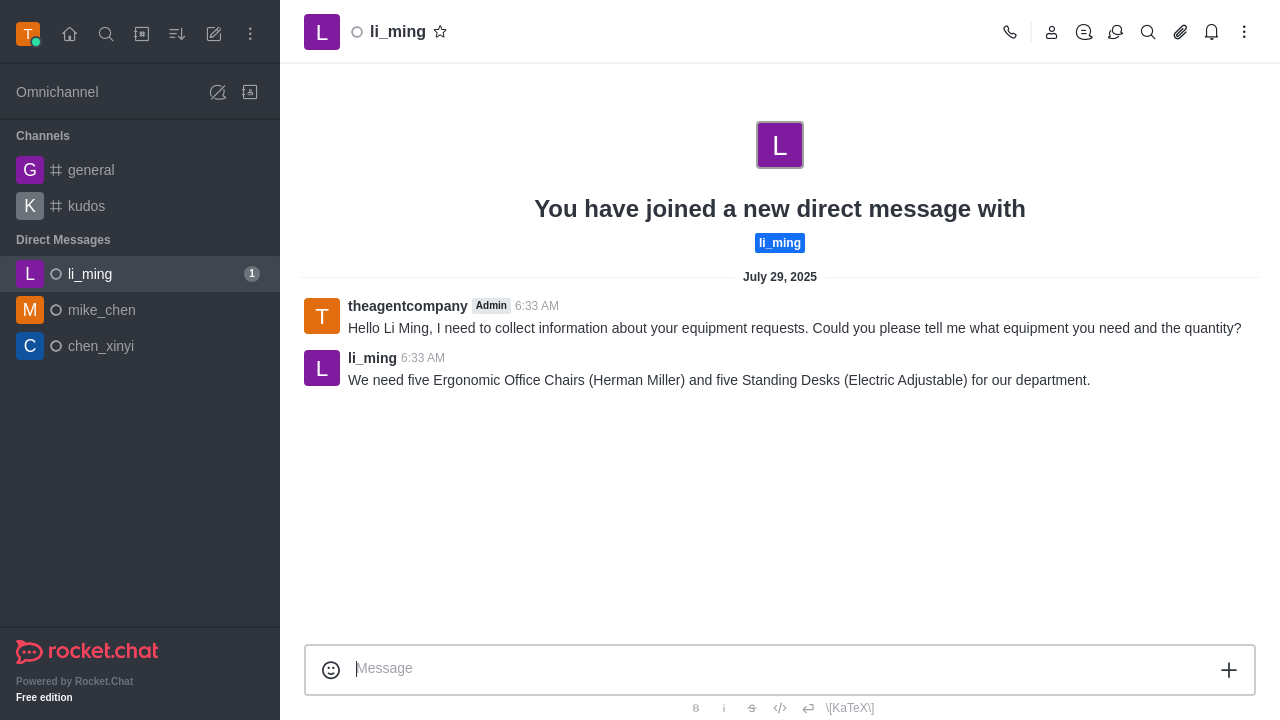 T
Omnichannel
Channels
G general
K kudos
Direct Messages
L li_ming 1
M mike_chen
C chen_xinyi
rocket.chat
Powered by Rocket.Chat
Free edition
L li_ming
L
You have joined a new direct message with
li_ming
July 29, 2025
T theagentcompany Admin 6:33 AM
Hello Li Ming, I need to collect information about your equipment requests. Could you please tell me what equipment you need and the quantity?
L li_ming 6:33 AM
We need five Ergonomic Office Chairs (Herman Miller) and five Standing Desks (Electric Adjustable) for our department.
Message
B i S \[KaTeX\]